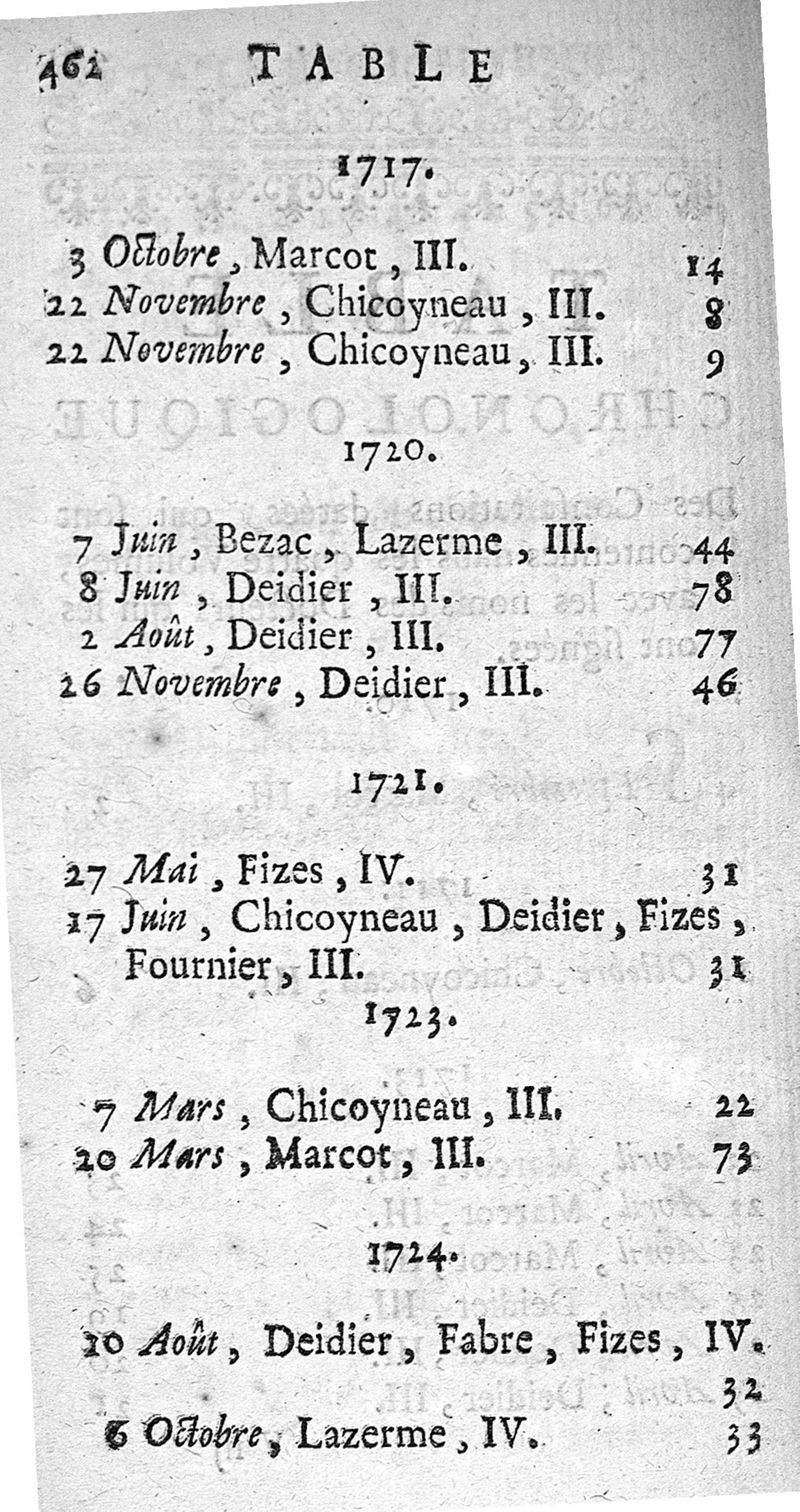 462 TABLE
1717.
3 Octobre, Marcot, III. 14
22 Novembre, Chicoyneau, III. 8
22 Novembre, Chicoyneau, III. 9
1720.
7 Juin, Bezac, Lazerme, III. 44
8 Juin, Deidier, III. 78
2 Août, Deidier, III. 77
26 Novembre, Deidier, III. 46
1721.
27 Mai, Fizes, IV. 31
17 Juin, Chicoyneau, Deidier, Fizes,
Fournier, III. 31
1723.
7 Mars, Chicoyneau, III. 22
20 Mars, Marcot, III. 73
1724.
20 Août, Deidier, Fabre, Fizes, IV.
32
6 Octobre, Lazerme, IV. 33